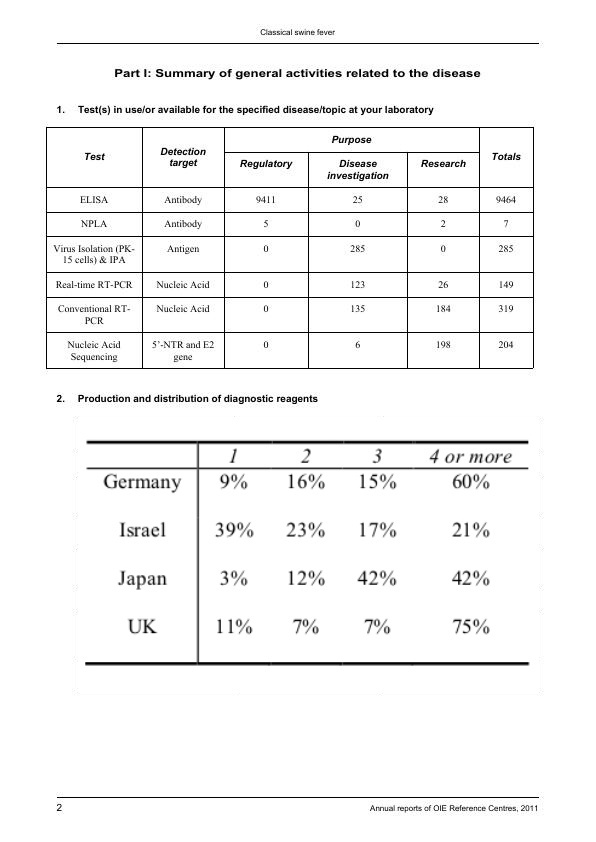 Classical swine fever
Part I: Summary of general activities related to the disease
1. Test(s) in use/or available for the specified disease/topic at your laboratory
Test Detection target Purpose Totals
Regulatory Disease investigation Research
ELISA Antibody 9411 25 28 9464
NPLA Antibody 5 0 2 7
Virus Isolation (PK-15 cells) & IPA Antigen 0 285 0 285
Real-time RT-PCR Nucleic Acid 0 123 26 149
Conventional RT-PCR Nucleic Acid 0 135 184 319
Nucleic Acid Sequencing 5’-NTR and E2 gene 0 6 198 204
2. Production and distribution of diagnostic reagents
1 2 3 4 or more
Germany 9% 16% 15% 60%
Israel 39% 23% 17% 21%
Japan 3% 12% 42% 42%
UK 11% 7% 7% 75%
2 Annual reports of OIE Reference Centres, 2011